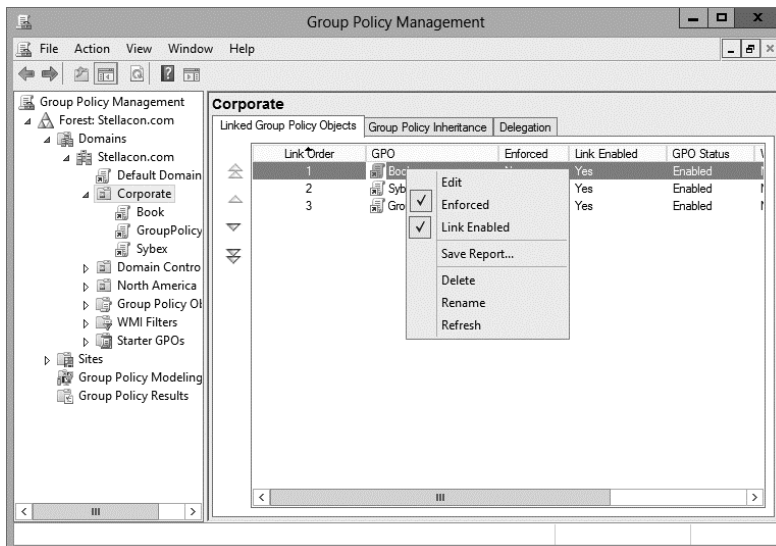 Group Policy Management
File Action View Window Help
Group Policy Management
Forest: Stellacon.com
Domains
Stellacon.com
Default Domain
Corporate
Book
GroupPolicy
Sybex
Domain Contro
North America
Group Policy Ob
WMI Filters
Starter GPOs
Sites
Group Policy Modeling
Group Policy Results
Corporate
Linked Group Policy Objects Group Policy Inheritance Delegation
Link Order GPO Enforced Link Enabled GPO Status
1 Yes Enabled
2 Syb Yes Enabled
3 Gro Yes Enabled
Edit
Enforced
Link Enabled
Save Report...
Delete
Rename
Refresh